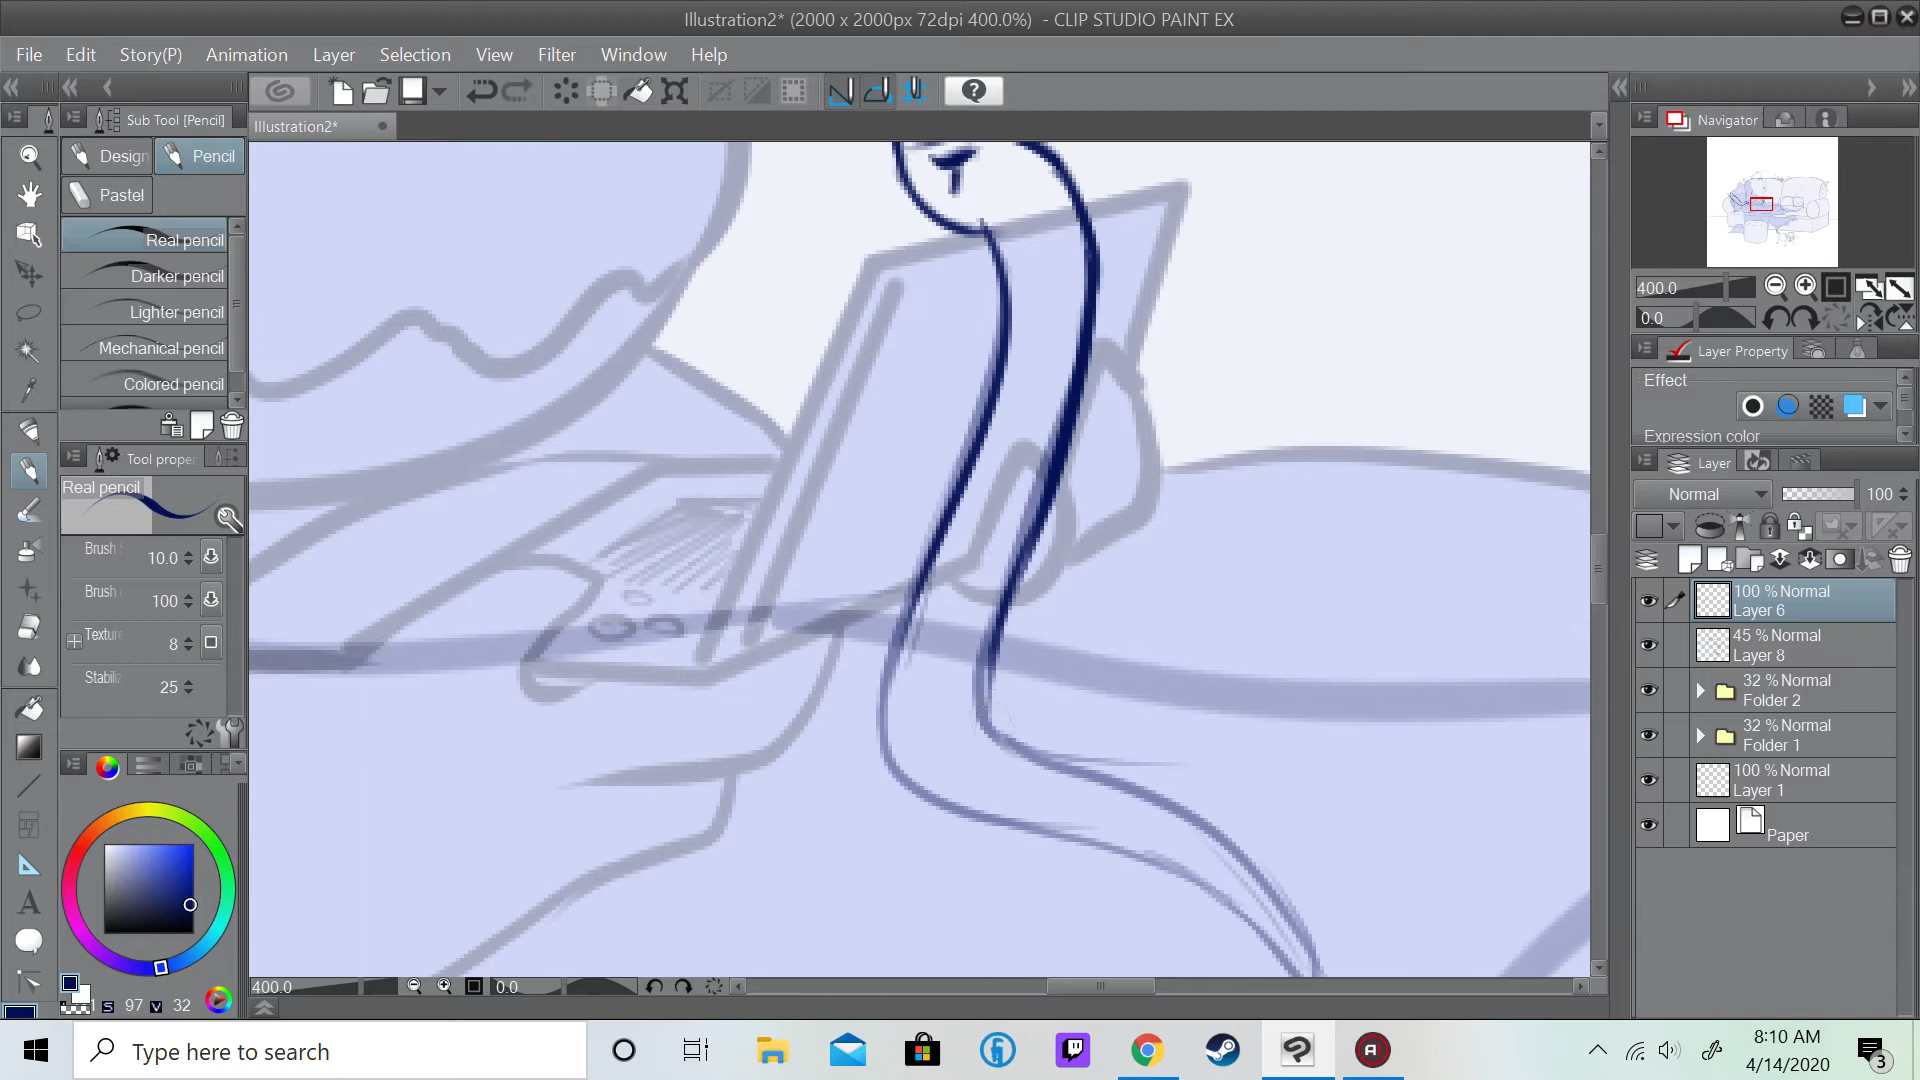 Illustration2* (2000 x 2000px 72dpi 400.0%) - CLIP STUDIO PAINT EX
File Edit Story(P) Animation Layer Selection View Filter Window Help
Sub Tool [Pencil]
Illustration2*
Navigator
Design Pencil
Pastel
Real pencil
Darker pencil
Lighter pencil
Mechanical pencil
Colored pencil
400.0
0.0
Layer Property
Effect
Expression color
Tool proper
Layer
Real pencil
Normal 100
Brush 10.0
Brush 100
Texture 8
Stabiliz 25
100 % Normal
Layer 6
45 % Normal
Layer 8
32 % Normal
Folder 2
32 % Normal
Folder 1
100 % Normal
Layer 1
Paper
S 97 V 32
400.0 0.0
Type here to search
8:10 AM
4/14/2020
3